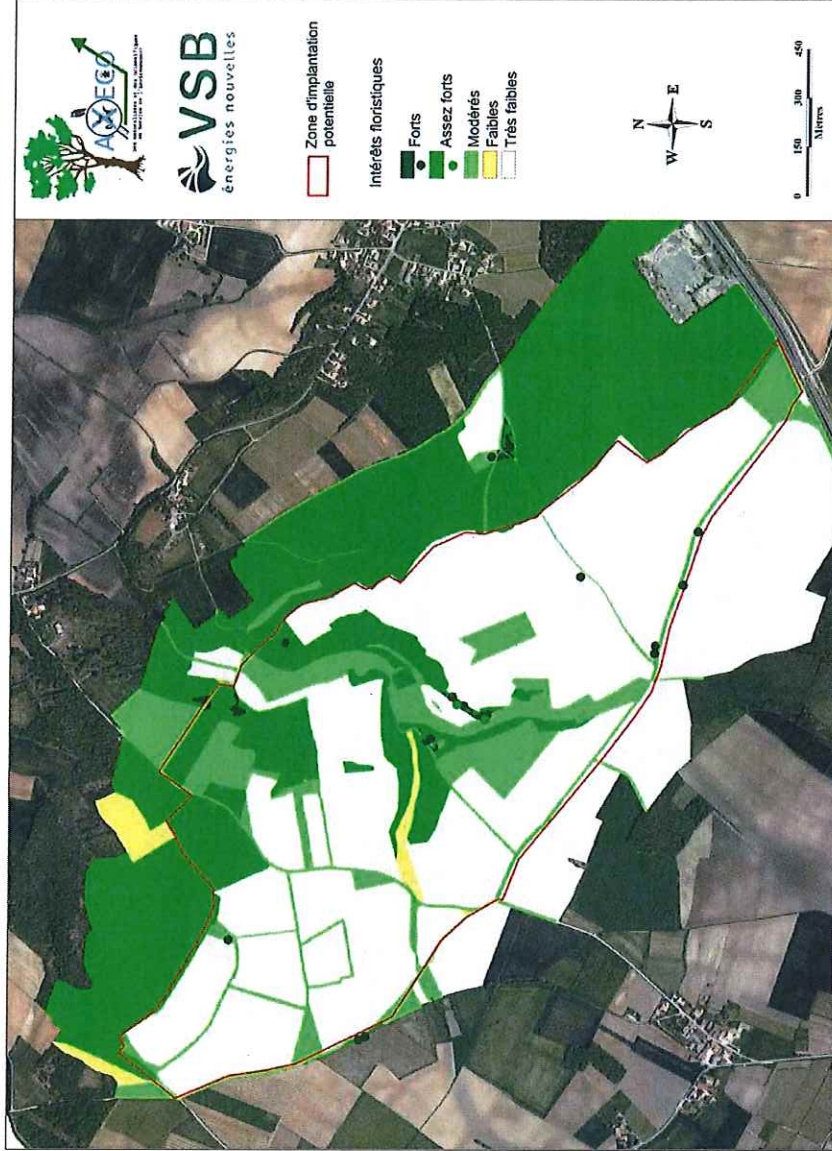 AXECO
VSB
énergies nouvelles
Zone d'implantation
potentielle
Intérêts floristiques
Forts
Assez forts
Modérés
Faibles
Très faibles
N
W E
S
0 150 300 450
Mètres